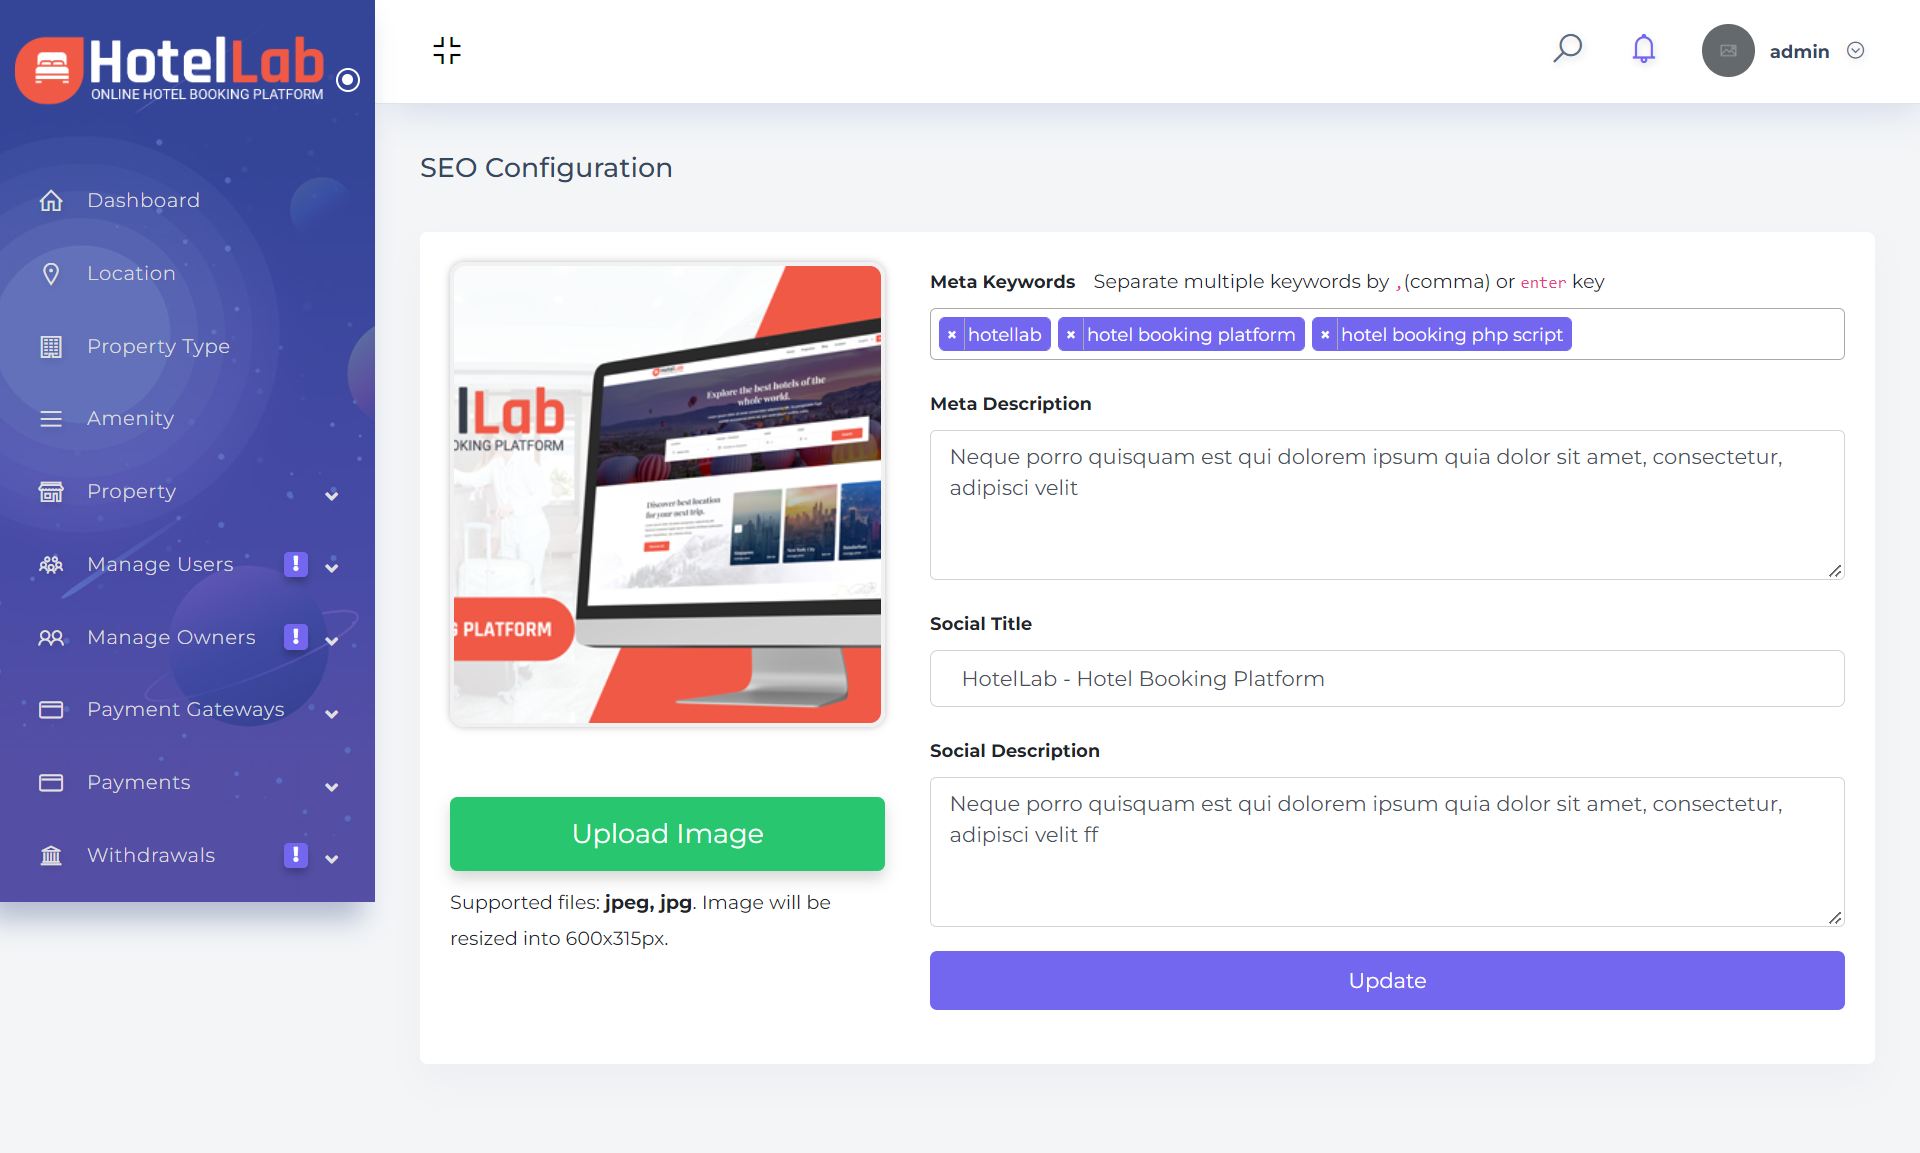 HotelLab
ONLINE HOTEL BOOKING PLATFORM
admin
Dashboard
Location
Property Type
Amenity
Property
Manage Users
Manage Owners
Payment Gateways
Payments
Withdrawals
SEO Configuration
lLab
OKING PLATFORM
Explore the best hotels of the
whole world.
Discover best location
for your next trip.
G PLATFORM
Upload Image
Supported files: jpeg, jpg. Image will be
resized into 600x315px.
Meta Keywords Separate multiple keywords by ,(comma) or enter key
× hotellab × hotel booking platform × hotel booking php script
Meta Description
Neque porro quisquam est qui dolorem ipsum quia dolor sit amet, consectetur,
adipisci velit
Social Title
HotelLab - Hotel Booking Platform
Social Description
Neque porro quisquam est qui dolorem ipsum quia dolor sit amet, consectetur,
adipisci velit ff
Update